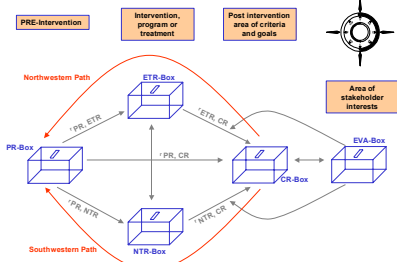 PRE-Intervention
Intervention,
program or
treatment
Post intervention
area of criteria
and goals
Northwestern Path
ETR-Box
Area of
stakeholder
interests
r PR, ETR
r ETR, CR
PR-Box
r PR, CR
EVA-Box
CR-Box
r PR, NTR
r NTR, CR
Southwestern Path
NTR-Box